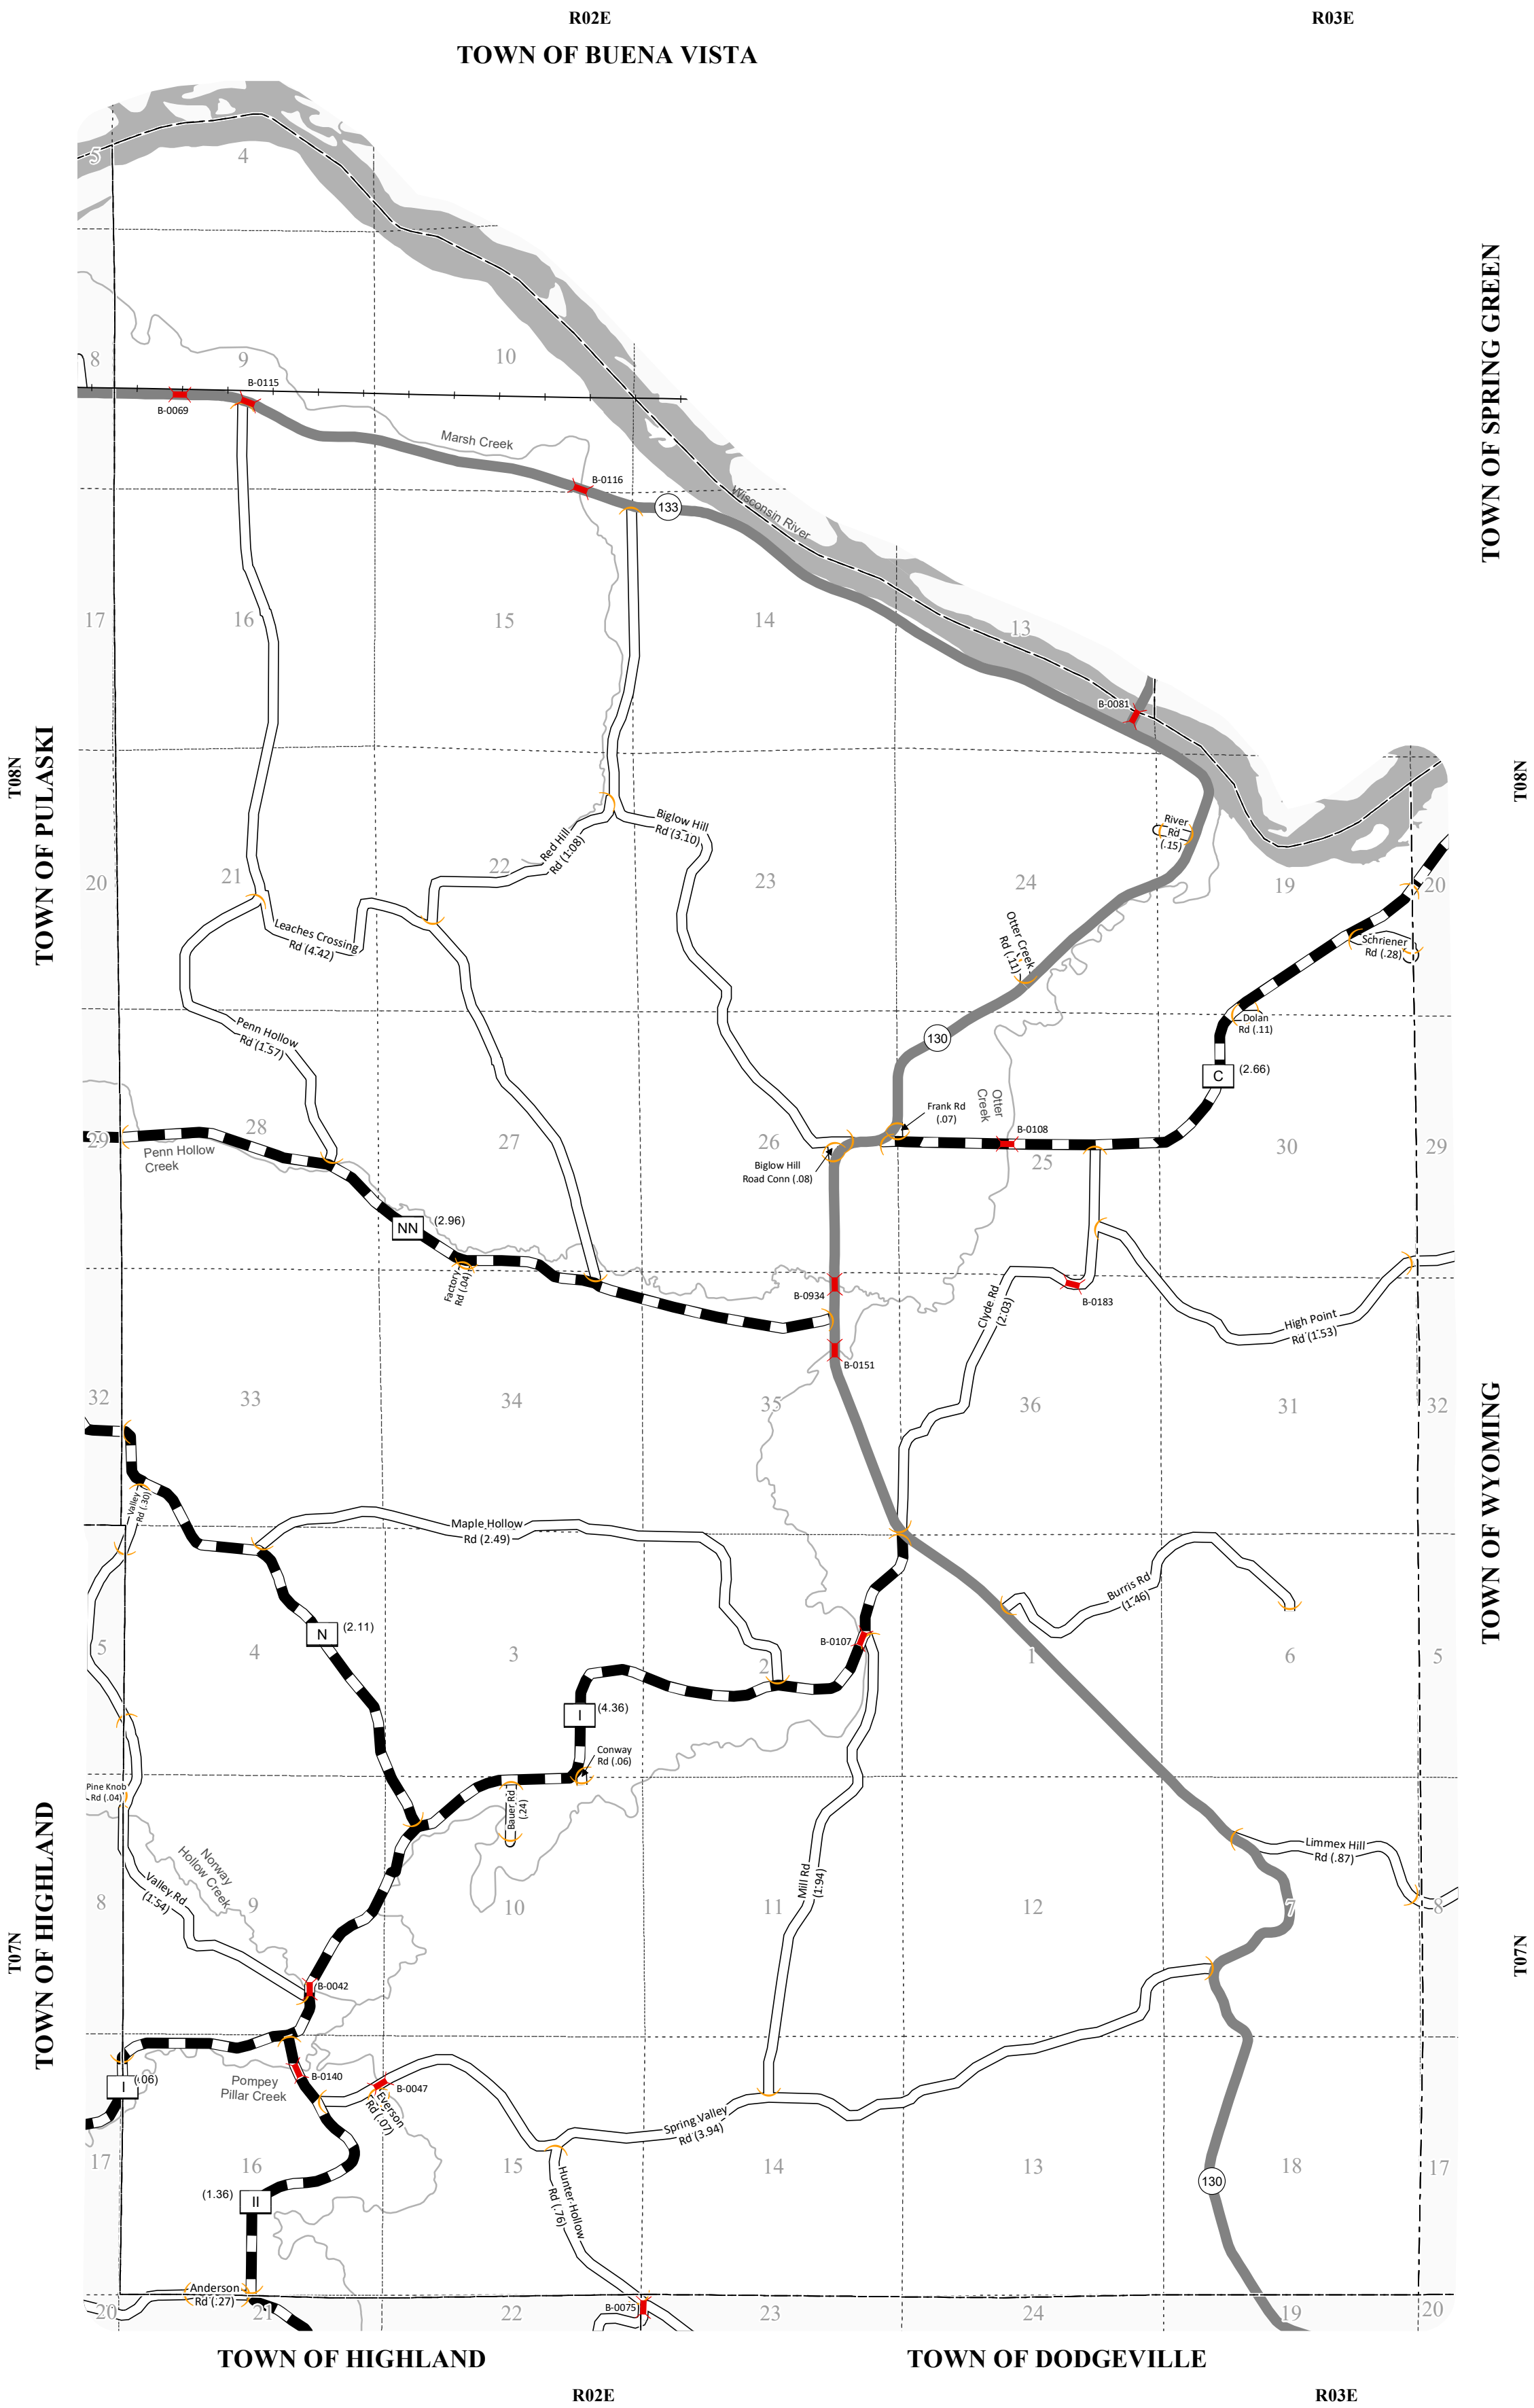 R02E
R03E
TOWN OF BUENA VISTA
TOWN OF SPRING GREEN
TOWN OF PULASKI
T08N
T08N
5
4
8
9
10
B-0115
B-0069
Marsh Creek
B-0116
133
Wisconsin River
17
16
15
14
13
B-0081
River
Rd
(.15)
Biglow Hill
Rd (3.10)
Red Hill
Rd (1.08)
20
21
22
23
24
19
20
Leaches Crossing
Rd (4.42)
Otter Creek
Rd (.11)
Schriener
Rd (.28)
Dolan
Rd (.11)
Penn Hollow
Rd (1.57)
130
C
(2.66)
Otter
Creek
Frank Rd
(.07)
B-0108
29
28
27
26
25
30
29
Penn Hollow
Creek
Biglow Hill
Road Conn (.08)
NN
(2.96)
Factory
Rd (.04)
B-0934
B-0183
Clyde Rd
(2.03)
High Point
Rd (1.53)
B-0151
32
33
34
35
36
31
32
TOWN OF WYOMING
Valley
Rd (.30)
Maple Hollow
Rd (2.49)
Burris Rd
(1.46)
N
(2.11)
B-0107
5
4
3
2
1
6
5
I
(4.36)
Conway
Rd (.06)
Pine Knob
Rd (.04)
Bauer Rd
(.24)
Limmex Hill
Rd (.87)
Norway
Hollow Creek
Valley Rd
(1.54)
Mill Rd
(1.94)
8
9
10
11
12
7
8
TOWN OF HIGHLAND
T07N
T07N
B-0042
B-0140
I
(.06)
Pompey
Pillar Creek
B-0047
Everson
Rd (.07)
Spring Valley
Rd (3.94)
17
16
15
14
13
18
17
Hunter Hollow
Rd (.76)
130
(1.36)
II
Anderson
Rd (.27)
B-0075
20
21
22
23
24
19
20
TOWN OF HIGHLAND
TOWN OF DODGEVILLE
R02E
R03E